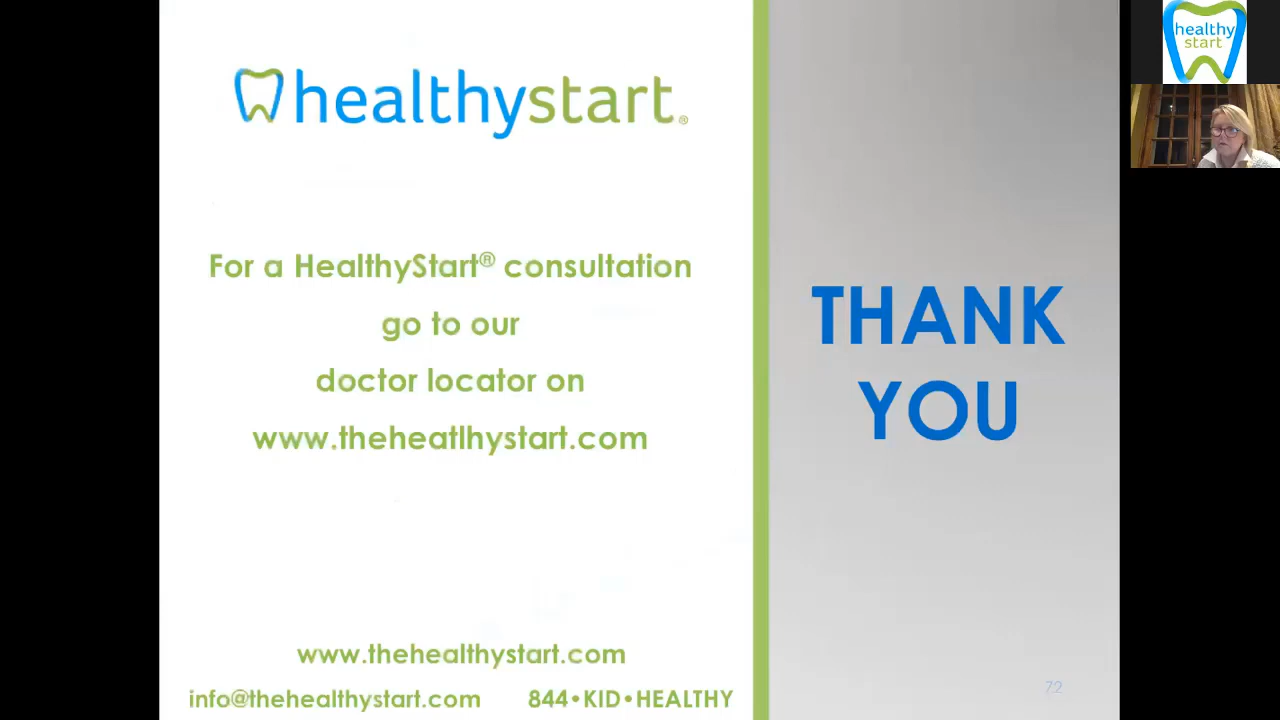 healthystart®
For a HealthyStart® consultation
go to our
doctor locator on
www.theheatlhystart.com
THANK
YOU
www.thehealthystart.com
info@thehealthystart.com 844•KID•HEALTHY
72
healthy
start